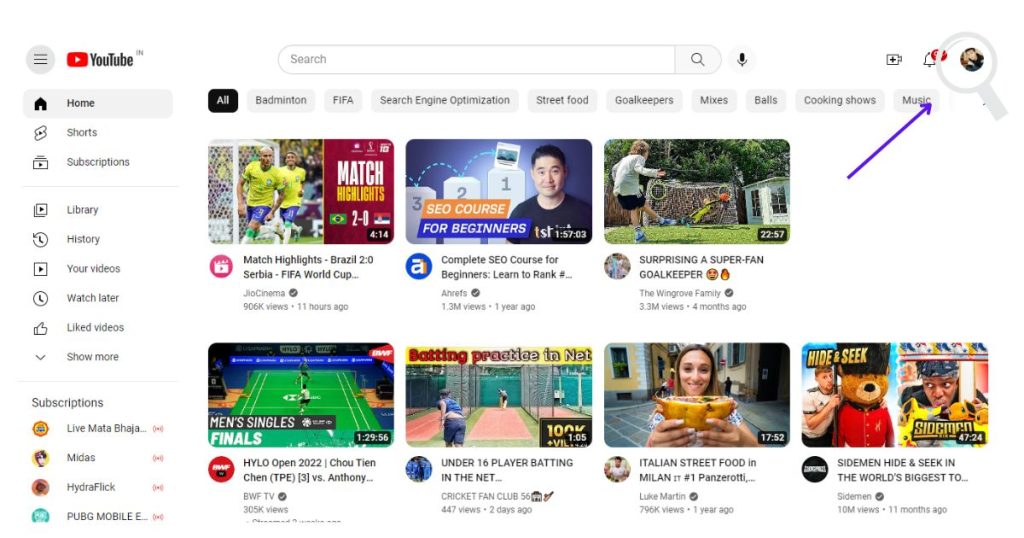 YouTube IN
Search
Home
Shorts
Subscriptions
Library
History
Your videos
Watch later
Liked videos
Show more
Subscriptions
Live Mata Bhaja...
Midas
HydraFlick
PUBG MOBILE E...
All Badminton FIFA Search Engine Optimization Street food Goalkeepers Mixes Balls Cooking shows Music
MATCH
HIGHLIGHTS
2-0
4:14
Match Highlights - Brazil 2:0
Serbia - FIFA World Cup...
JioCinema
906K views • 11 hours ago
3 2 1
SEO COURSE
FOR BEGINNERS
1:57:03
Complete SEO Course for
Beginners: Learn to Rank #...
Ahrefs
1.3M views • 1 year ago
22:57
SURPRISING A SUPER-FAN
GOALKEEPER 🤩🔥
The Wingrove Family
3.3M views • 4 months ago
BWF
MEN'S SINGLES
FINALS
1:29:56
HYLO Open 2022 | Chou Tien
Chen (TPE) [3] vs. Anthony...
BWF TV
305K views
Batting practice in Net
100K
1:05
UNDER 16 PLAYER BATTING
IN THE NET...
CRICKET FAN CLUB 56
447 views • 2 days ago
17:52
ITALIAN STREET FOOD in
MILAN IT #1 Panzerotti,...
Luke Martin
796K views • 1 year ago
HIDE & SEEK
SIDEMEN
47:24
SIDEMEN HIDE & SEEK IN
THE WORLD'S BIGGEST TO...
Sidemen
10M views • 11 months ago